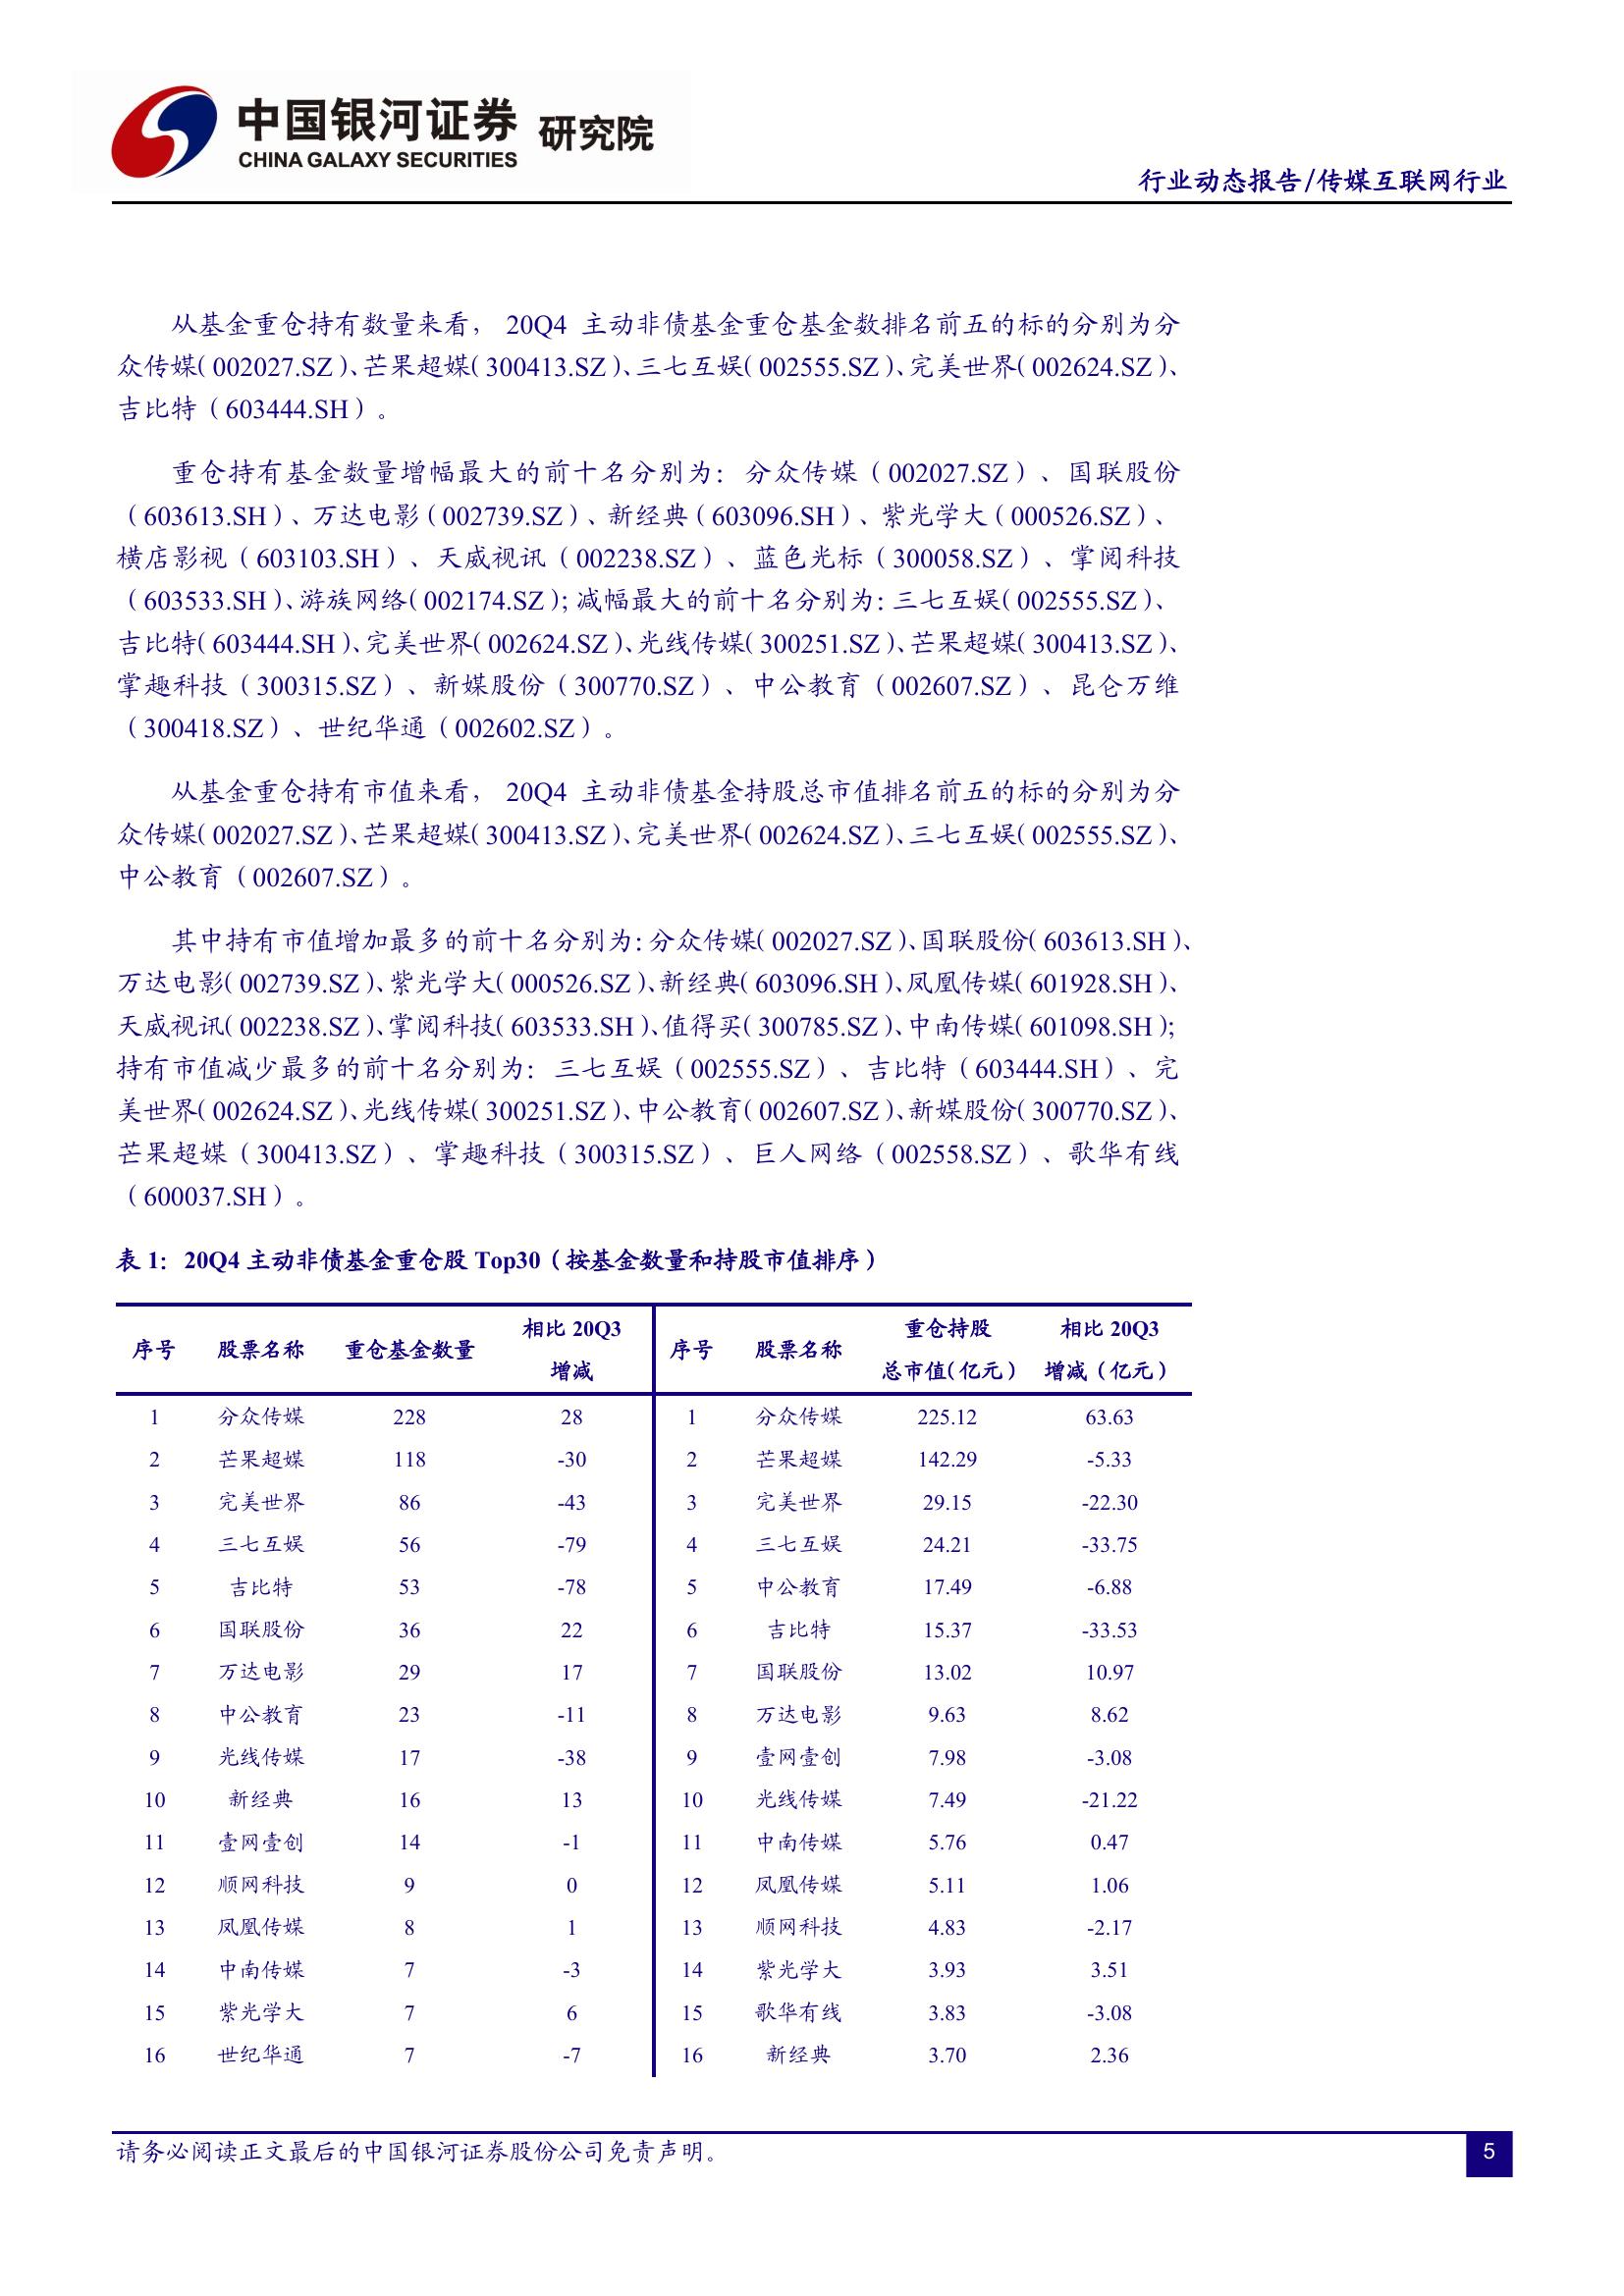 中国银河证券 研究院
CHINA GALAXY SECURITIES
行业动态报告/传媒互联网行业
从基金重仓持有数量来看， 20Q4 主动非债基金重仓基金数排名前五的标的分别为分
众传媒（002027.SZ）、芒果超媒（300413.SZ）、三七互娱（002555.SZ）、完美世界（002624.SZ）、
吉比特（603444.SH）。
重仓持有基金数量增幅最大的前十名分别为：分众传媒（002027.SZ）、国联股份
（603613.SH）、万达电影（002739.SZ）、新经典（603096.SH）、紫光学大（000526.SZ）、
横店影视（603103.SH）、天威视讯（002238.SZ）、蓝色光标（300058.SZ）、掌阅科技
（603533.SH）、游族网络（002174.SZ）；减幅最大的前十名分别为：三七互娱（002555.SZ）、
吉比特（603444.SH）、完美世界（002624.SZ）、光线传媒（300251.SZ）、芒果超媒（300413.SZ）、
掌趣科技（300315.SZ）、新媒股份（300770.SZ）、中公教育（002607.SZ）、昆仑万维
（300418.SZ）、世纪华通（002602.SZ）。
从基金重仓持有市值来看， 20Q4 主动非债基金持股总市值排名前五的标的分别为分
众传媒（002027.SZ）、芒果超媒（300413.SZ）、完美世界（002624.SZ）、三七互娱（002555.SZ）、
中公教育（002607.SZ）。
其中持有市值增加最多的前十名分别为：分众传媒（002027.SZ）、国联股份（603613.SH）、
万达电影（002739.SZ）、紫光学大（000526.SZ）、新经典（603096.SH）、凤凰传媒（601928.SH）、
天威视讯（002238.SZ）、掌阅科技（603533.SH）、值得买（300785.SZ）、中南传媒（601098.SH）；
持有市值减少最多的前十名分别为：三七互娱（002555.SZ）、吉比特（603444.SH）、完
美世界（002624.SZ）、光线传媒（300251.SZ）、中公教育（002607.SZ）、新媒股份（300770.SZ）、
芒果超媒（300413.SZ）、掌趣科技（300315.SZ）、巨人网络（002558.SZ）、歌华有线
（600037.SH）。
表 1：20Q4 主动非债基金重仓股 Top30（按基金数量和持股市值排序）
序号 股票名称 重仓基金数量 相比 20Q3 增减 序号 股票名称 重仓持股 总市值（亿元） 相比 20Q3 增减（亿元）
1 分众传媒 228 28 1 分众传媒 225.12 63.63
2 芒果超媒 118 -30 2 芒果超媒 142.29 -5.33
3 完美世界 86 -43 3 完美世界 29.15 -22.30
4 三七互娱 56 -79 4 三七互娱 24.21 -33.75
5 吉比特 53 -78 5 中公教育 17.49 -6.88
6 国联股份 36 22 6 吉比特 15.37 -33.53
7 万达电影 29 17 7 国联股份 13.02 10.97
8 中公教育 23 -11 8 万达电影 9.63 8.62
9 光线传媒 17 -38 9 壹网壹创 7.98 -3.08
10 新经典 16 13 10 光线传媒 7.49 -21.22
11 壹网壹创 14 -1 11 中南传媒 5.76 0.47
12 顺网科技 9 0 12 凤凰传媒 5.11 1.06
13 凤凰传媒 8 1 13 顺网科技 4.83 -2.17
14 中南传媒 7 -3 14 紫光学大 3.93 3.51
15 紫光学大 7 6 15 歌华有线 3.83 -3.08
16 世纪华通 7 -7 16 新经典 3.70 2.36
请务必阅读正文最后的中国银河证券股份公司免责声明。
5